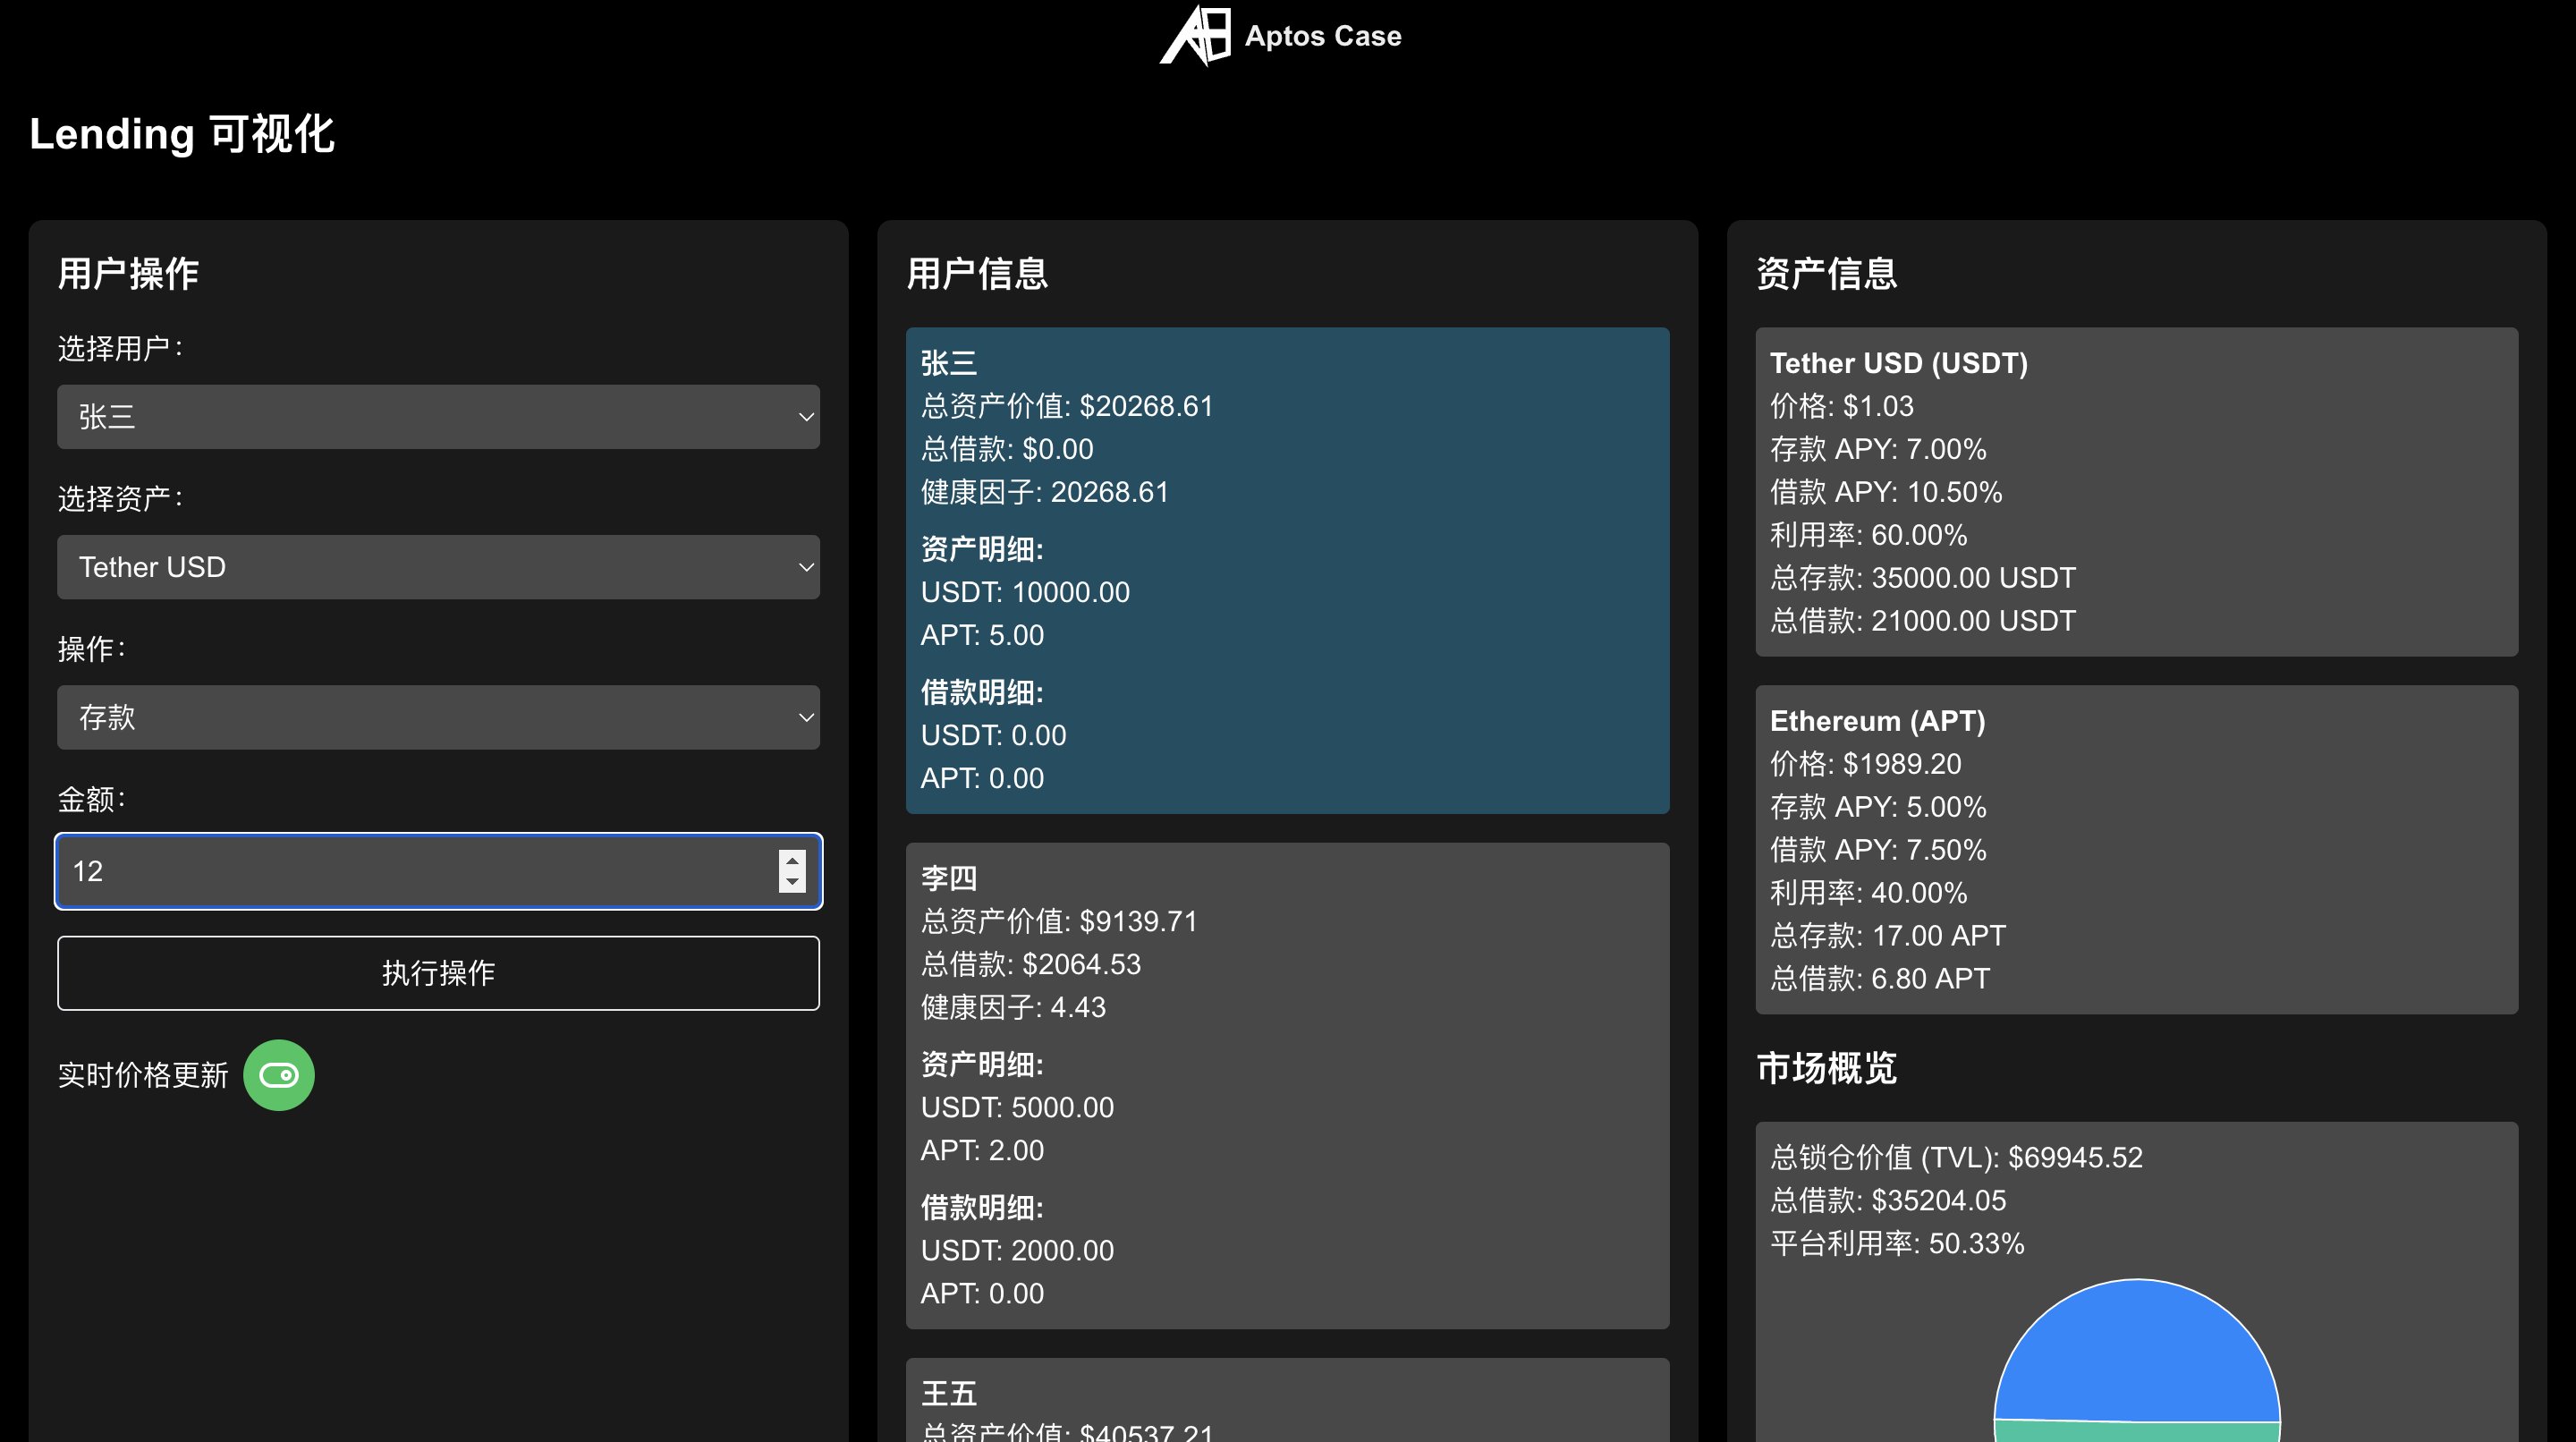 Aptos Case
Lending 可视化
用户操作
选择用户：
张三
选择资产：
Tether USD
操作：
存款
金额：
12
执行操作
实时价格更新
用户信息
张三
总资产价值: $20268.61
总借款: $0.00
健康因子: 20268.61
资产明细:
USDT: 10000.00
APT: 5.00
借款明细:
USDT: 0.00
APT: 0.00
李四
总资产价值: $9139.71
总借款: $2064.53
健康因子: 4.43
资产明细:
USDT: 5000.00
APT: 2.00
借款明细:
USDT: 2000.00
APT: 0.00
王五
总资产价值: $40537.21
资产信息
Tether USD (USDT)
价格: $1.03
存款 APY: 7.00%
借款 APY: 10.50%
利用率: 60.00%
总存款: 35000.00 USDT
总借款: 21000.00 USDT
Ethereum (APT)
价格: $1989.20
存款 APY: 5.00%
借款 APY: 7.50%
利用率: 40.00%
总存款: 17.00 APT
总借款: 6.80 APT
市场概览
总锁仓价值 (TVL): $69945.52
总借款: $35204.05
平台利用率: 50.33%